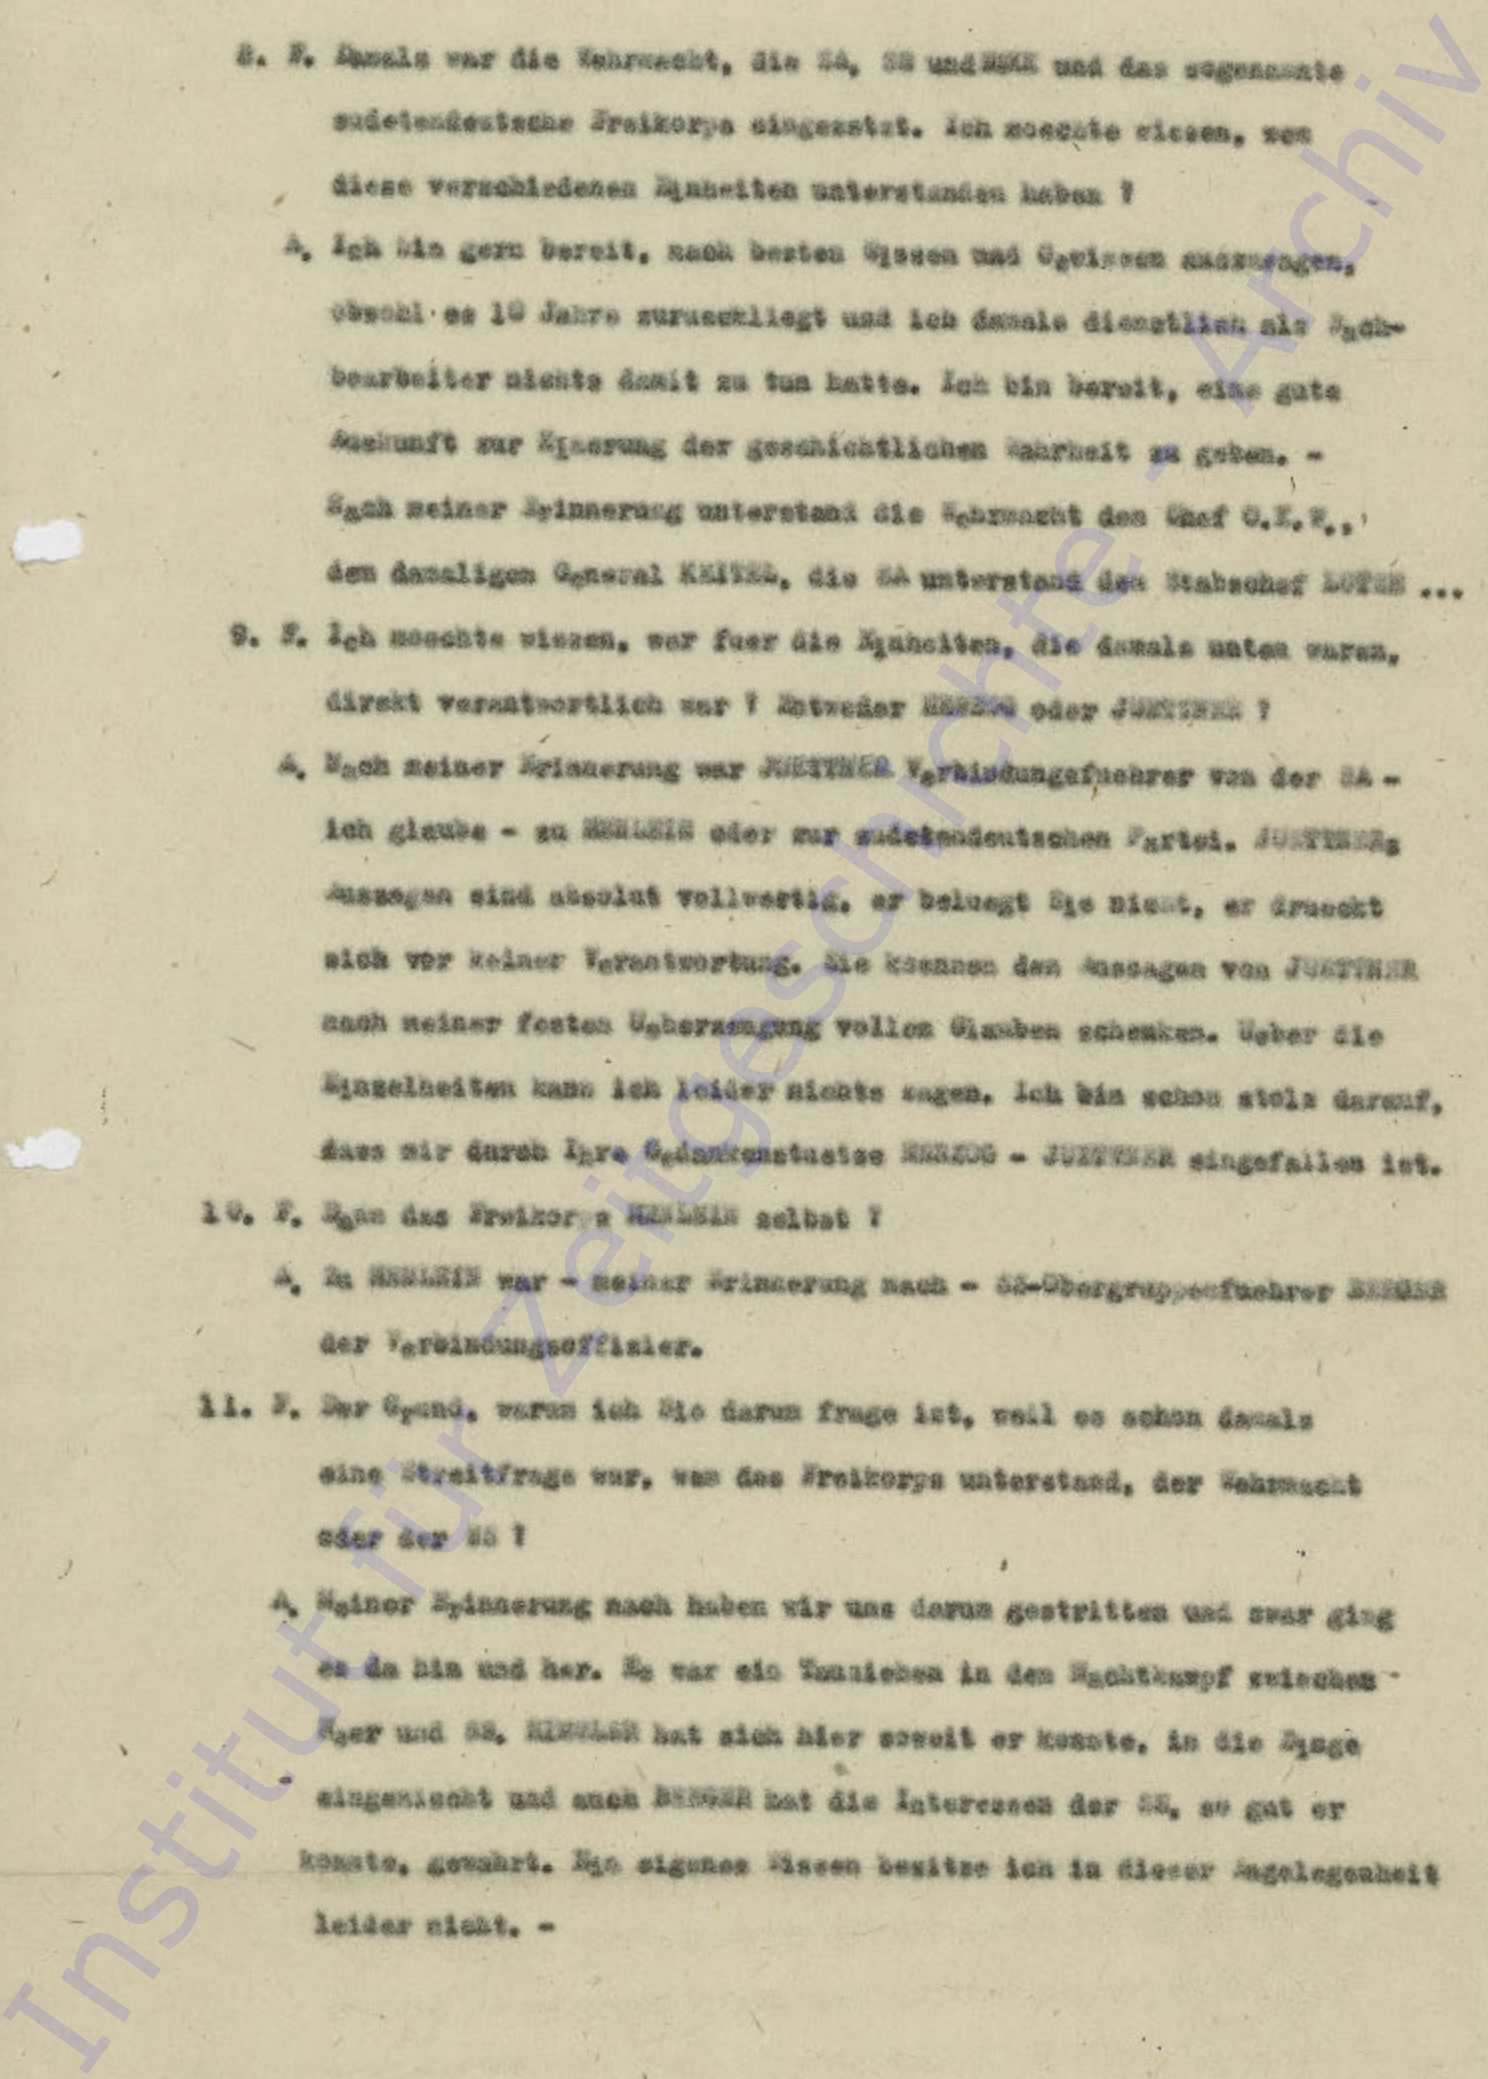 8. F. Damals war die Wehrmacht, die SA, SS und NSKK und das sogenannte
sudetendeutsche Freikorps eingesetzt. Ich moechte wissen, wem
diese verschiedenen Einheiten unterstanden haben ?
A. Ich bin gern bereit, nach besten Wissen und Gewissen auszusagen,
obwohl es 10 Jahre zurueckliegt und ich damals dienstlich als Sach-
bearbeiter nichts damit zu tun hatte. Ich bin bereit, eine gute
Auskunft zur Klaerung der geschichtlichen Wahrheit zu geben. -
Nach meiner Erinnerung unterstand die Wehrmacht dem Chef O.K.W.,
dem damaligen General KEITEL, die SA unterstand dem Stabschef LUTZE ...
9. F. Ich moechte wissen, wer fuer die Einheiten, die damals unten waren,
direkt verantwortlich war ? Entweder HERZOG oder JUETTNER ?
A. Nach meiner Erinnerung war JUETTNER Verbindungsfuehrer von der SA -
ich glaube - zu HENLEIN oder zur sudetendeutschen Partei. JUETTNERs
Aussagen sind absolut vollwertig, er beluegt Sie nicht, er drueckt
sich vor keiner Verantwortung. Sie koennen den Aussagen von JUETTNER
nach meiner festen Ueberzeugung vollen Glauben schenken. Ueber die
Einzelheiten kann ich leider nichts sagen. Ich bin schon stolz darauf,
dass mir durch Ihre Gedankenstuetze HERZOG - JUETTNER eingefallen ist.
10. F. Dann das Freikorps HENLEIN selbst ?
A. Zu HENLEIN war - meiner Erinnerung nach - SS-Obergruppenfuehrer BERGER
der Verbindungsoffizier.
11. F. Der Grund, warum ich Sie darum frage ist, weil es schon damals
eine Streitfrage war, wem das Freikorps unterstand, der Wehrmacht
oder der SS ?
A. Meiner Erinnerung nach haben wir uns darum gestritten und zwar ging
es da hin und her. Es war ein Tauziehen in dem Machtkampf zwischen
Heer und SS. HIMMLER hat sich hier soweit er konnte, in die Dinge
eingemischt und auch BERGER hat die Interessen der SS, so gut er
konnte, gewahrt. Ein eigenes Wissen besitze ich in dieser Angelegenheit
leider nicht. -
Institut für Zeitgeschichte - Archiv